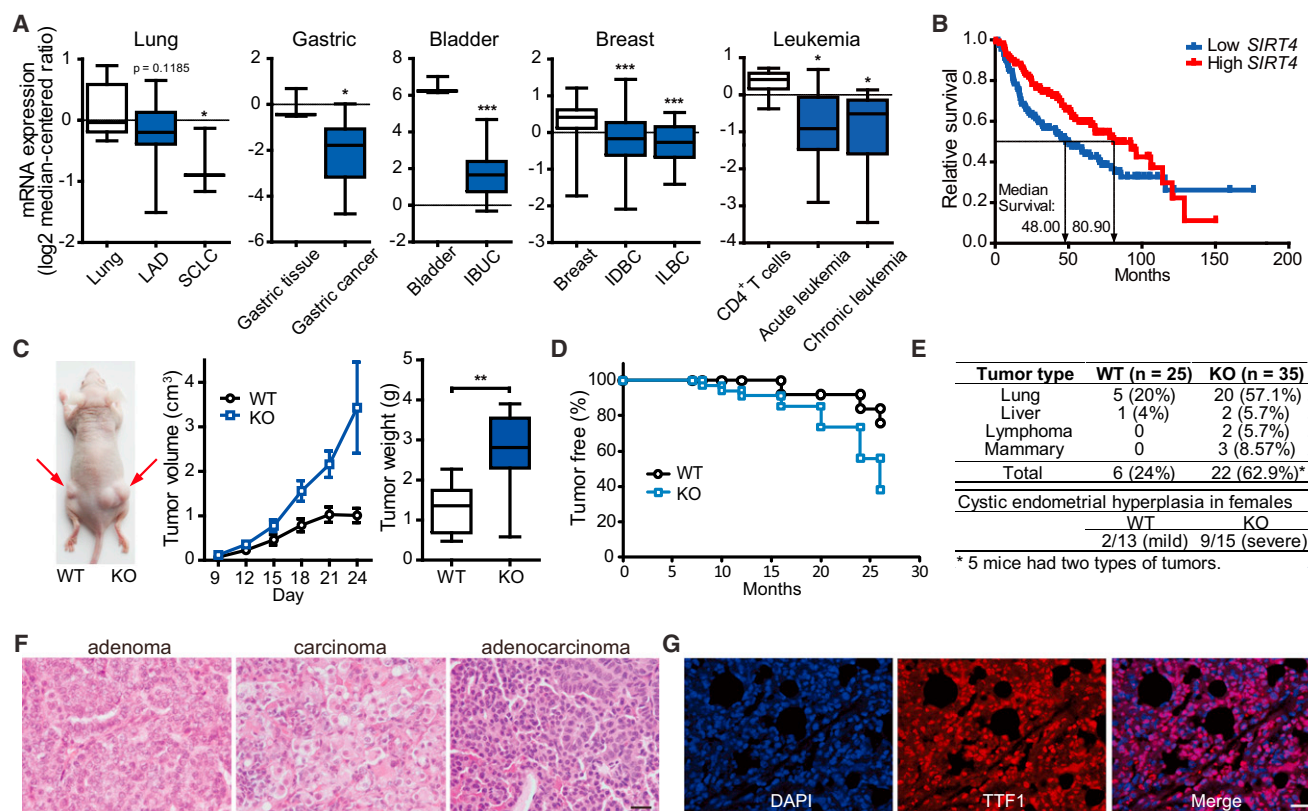 A
Lung
Gastric
Bladder
Breast
Leukemia
mRNA expression
(log2 median-centered ratio)
1
0
-1
-2
p = 0.1185
*
Lung
LAD
SCLC
2
0
-2
-4
-6
*
Gastric tissue
Gastric cancer
8
6
4
2
0
-2
***
Bladder
IBUC
2
1
0
-1
-2
-3
***
***
Breast
IDBC
ILBC
1
0
-1
-2
-3
-4
*
*
CD4+ T cells
Acute leukemia
Chronic leukemia
B
Low SIRT4
High SIRT4
Relative survival
1.0
0.8
0.6
0.4
0.2
0.0
Median
Survival:
48.00
80.90
0
50
100
150
200
Months
C
WT
KO
Tumor volume (cm3)
4
3
2
1
0
WT
KO
9
12
15
18
21
24
Day
Tumor weight (g)
5
4
3
2
1
0
**
WT
KO
D
Tumor free (%)
100
80
60
40
20
100
WT
KO
0
5
10
15
20
25
30
Months
E
Tumor type WT (n = 25) KO (n = 35)
Lung 5 (20%) 20 (57.1%)
Liver 1 (4%) 2 (5.7%)
Lymphoma 0 2 (5.7%)
Mammary 0 3 (8.57%)
Total 6 (24%) 22 (62.9%)*
Cystic endometrial hyperplasia in females
WT KO
2/13 (mild) 9/15 (severe)
* 5 mice had two types of tumors.
F
adenoma
carcinoma
adenocarcinoma
G
DAPI
TTF1
Merge